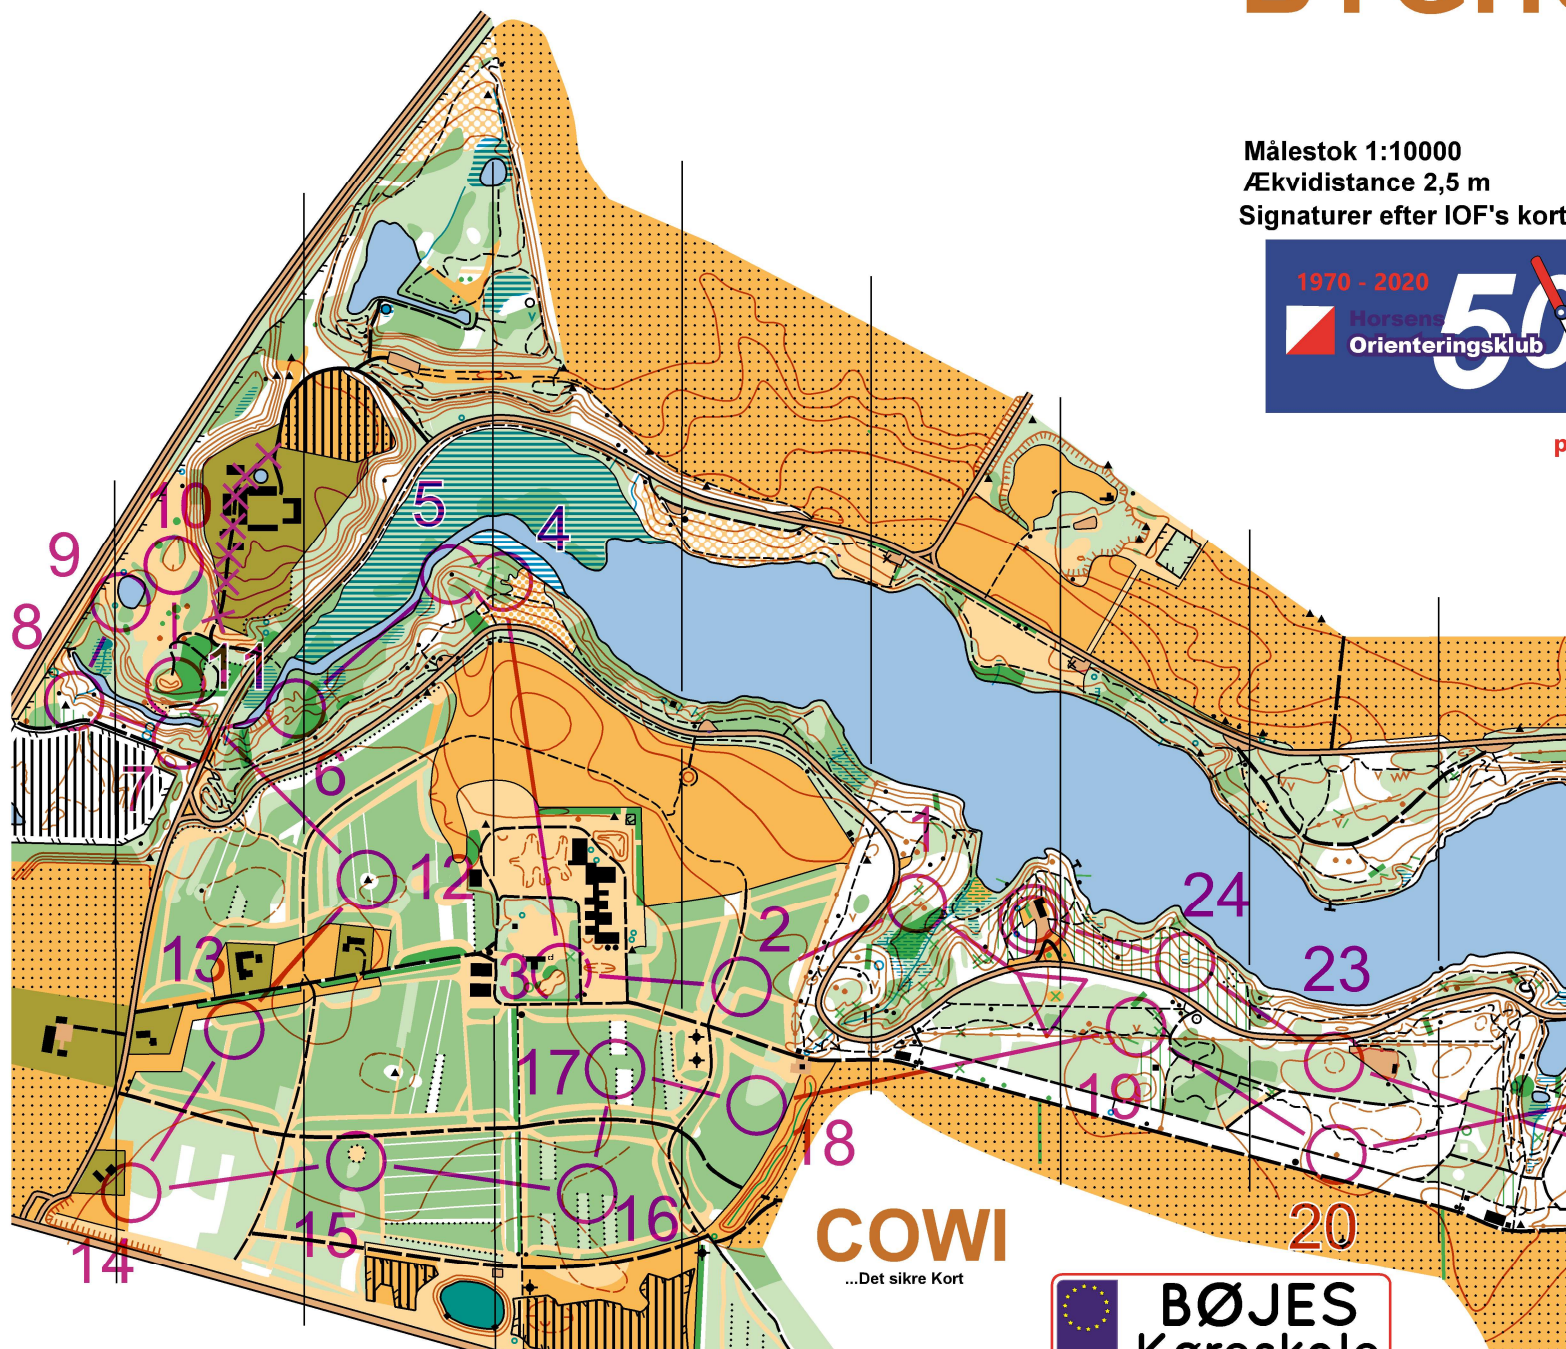 Målestok 1:10000
Ækvidistance 2,5 m
Signaturer efter IOF's kort
1970 - 2020
50
Horsens
Orienteringsklub
5
4
10
9
8
11
7
6
12
1
2
24
13
3
23
17
19
18
16
15
14
20
COWI
...Det sikre Kort
BØJES
Køreskole